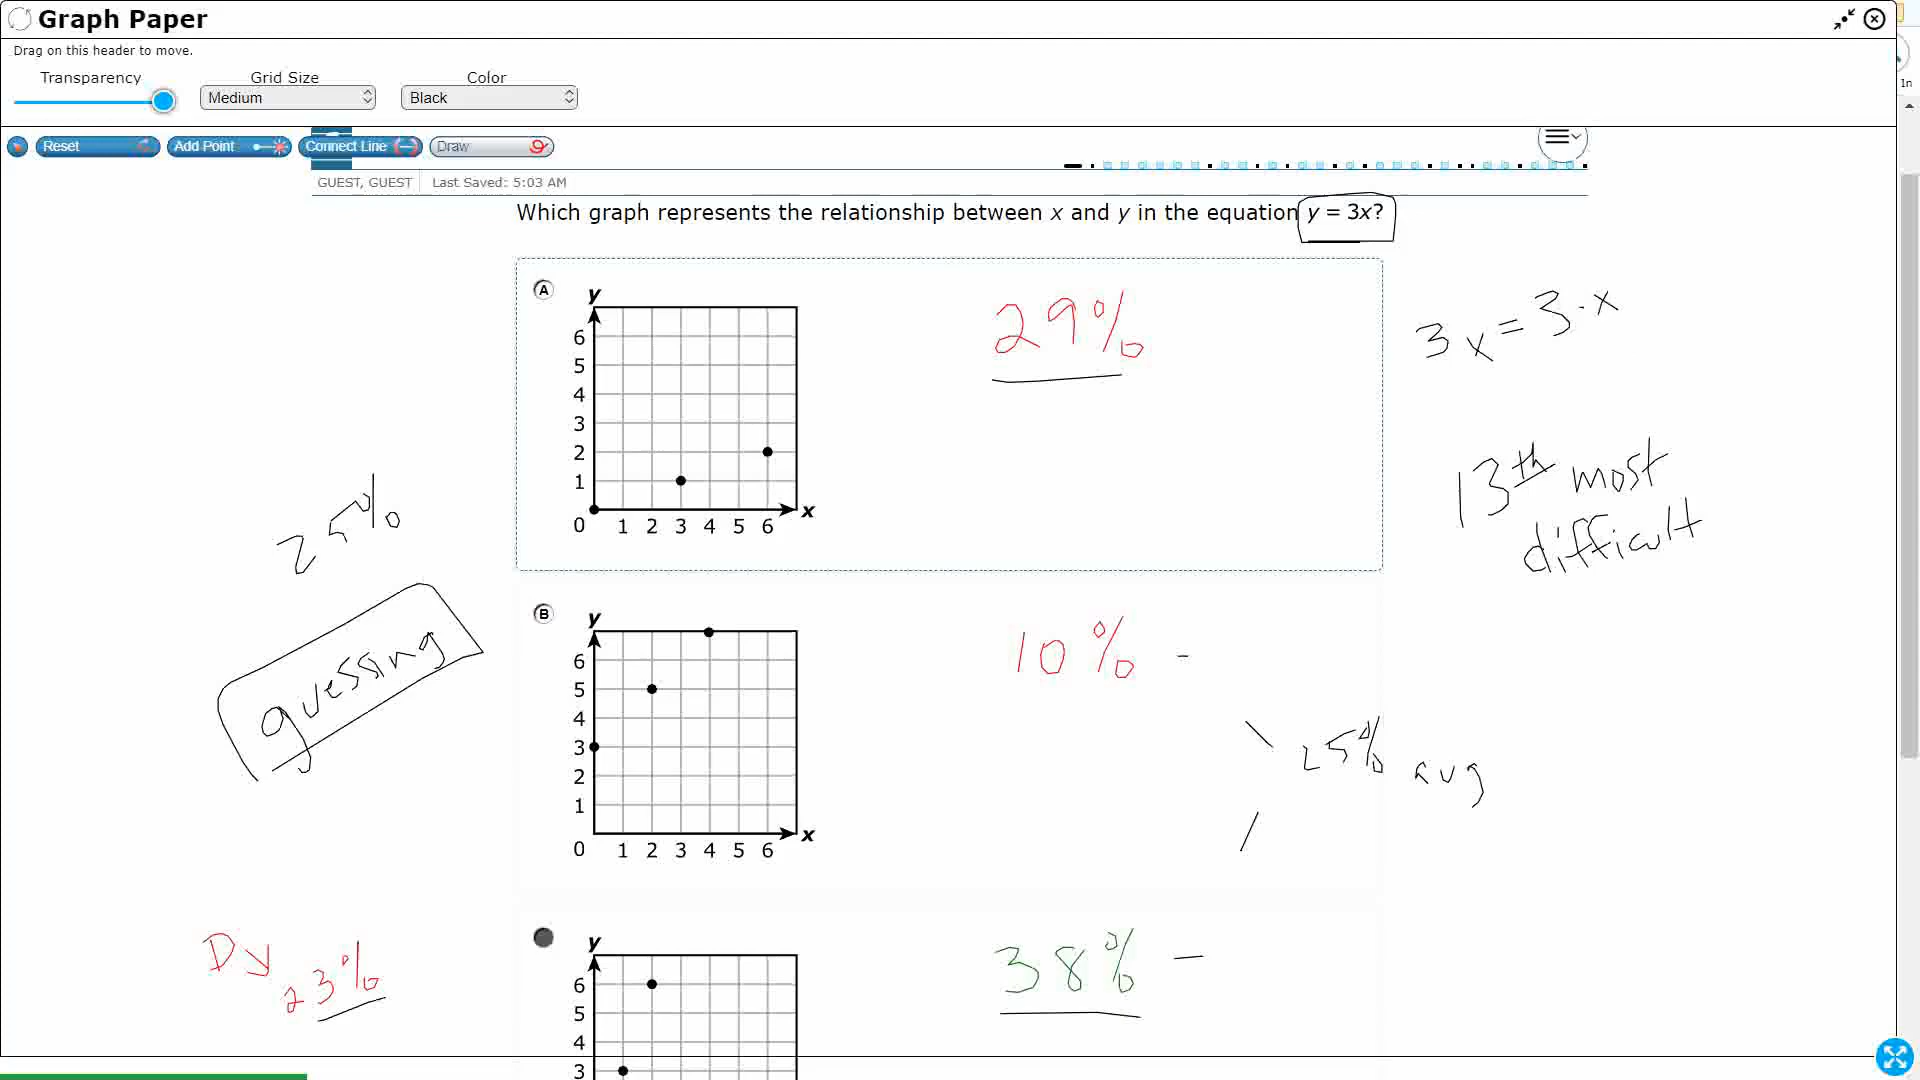 Graph Paper
Drag on this header to move.
Transparency
Grid Size
Color
Medium
Black
Reset
Add Point
Connect Line
Draw
1n
GUEST, GUEST
Last Saved: 5:03 AM
Which graph represents the relationship between x and y in the equation y = 3x?
A
y
6
5
4
3
2
1
0 1 2 3 4 5 6
x
29%
3x = 3·x
13th most
difficult
25%
guessing
B
y
6
5
4
3
2
1
0 1 2 3 4 5 6
x
10% -
25% avg
Dy
23%
y
6
5
4
3
38% -